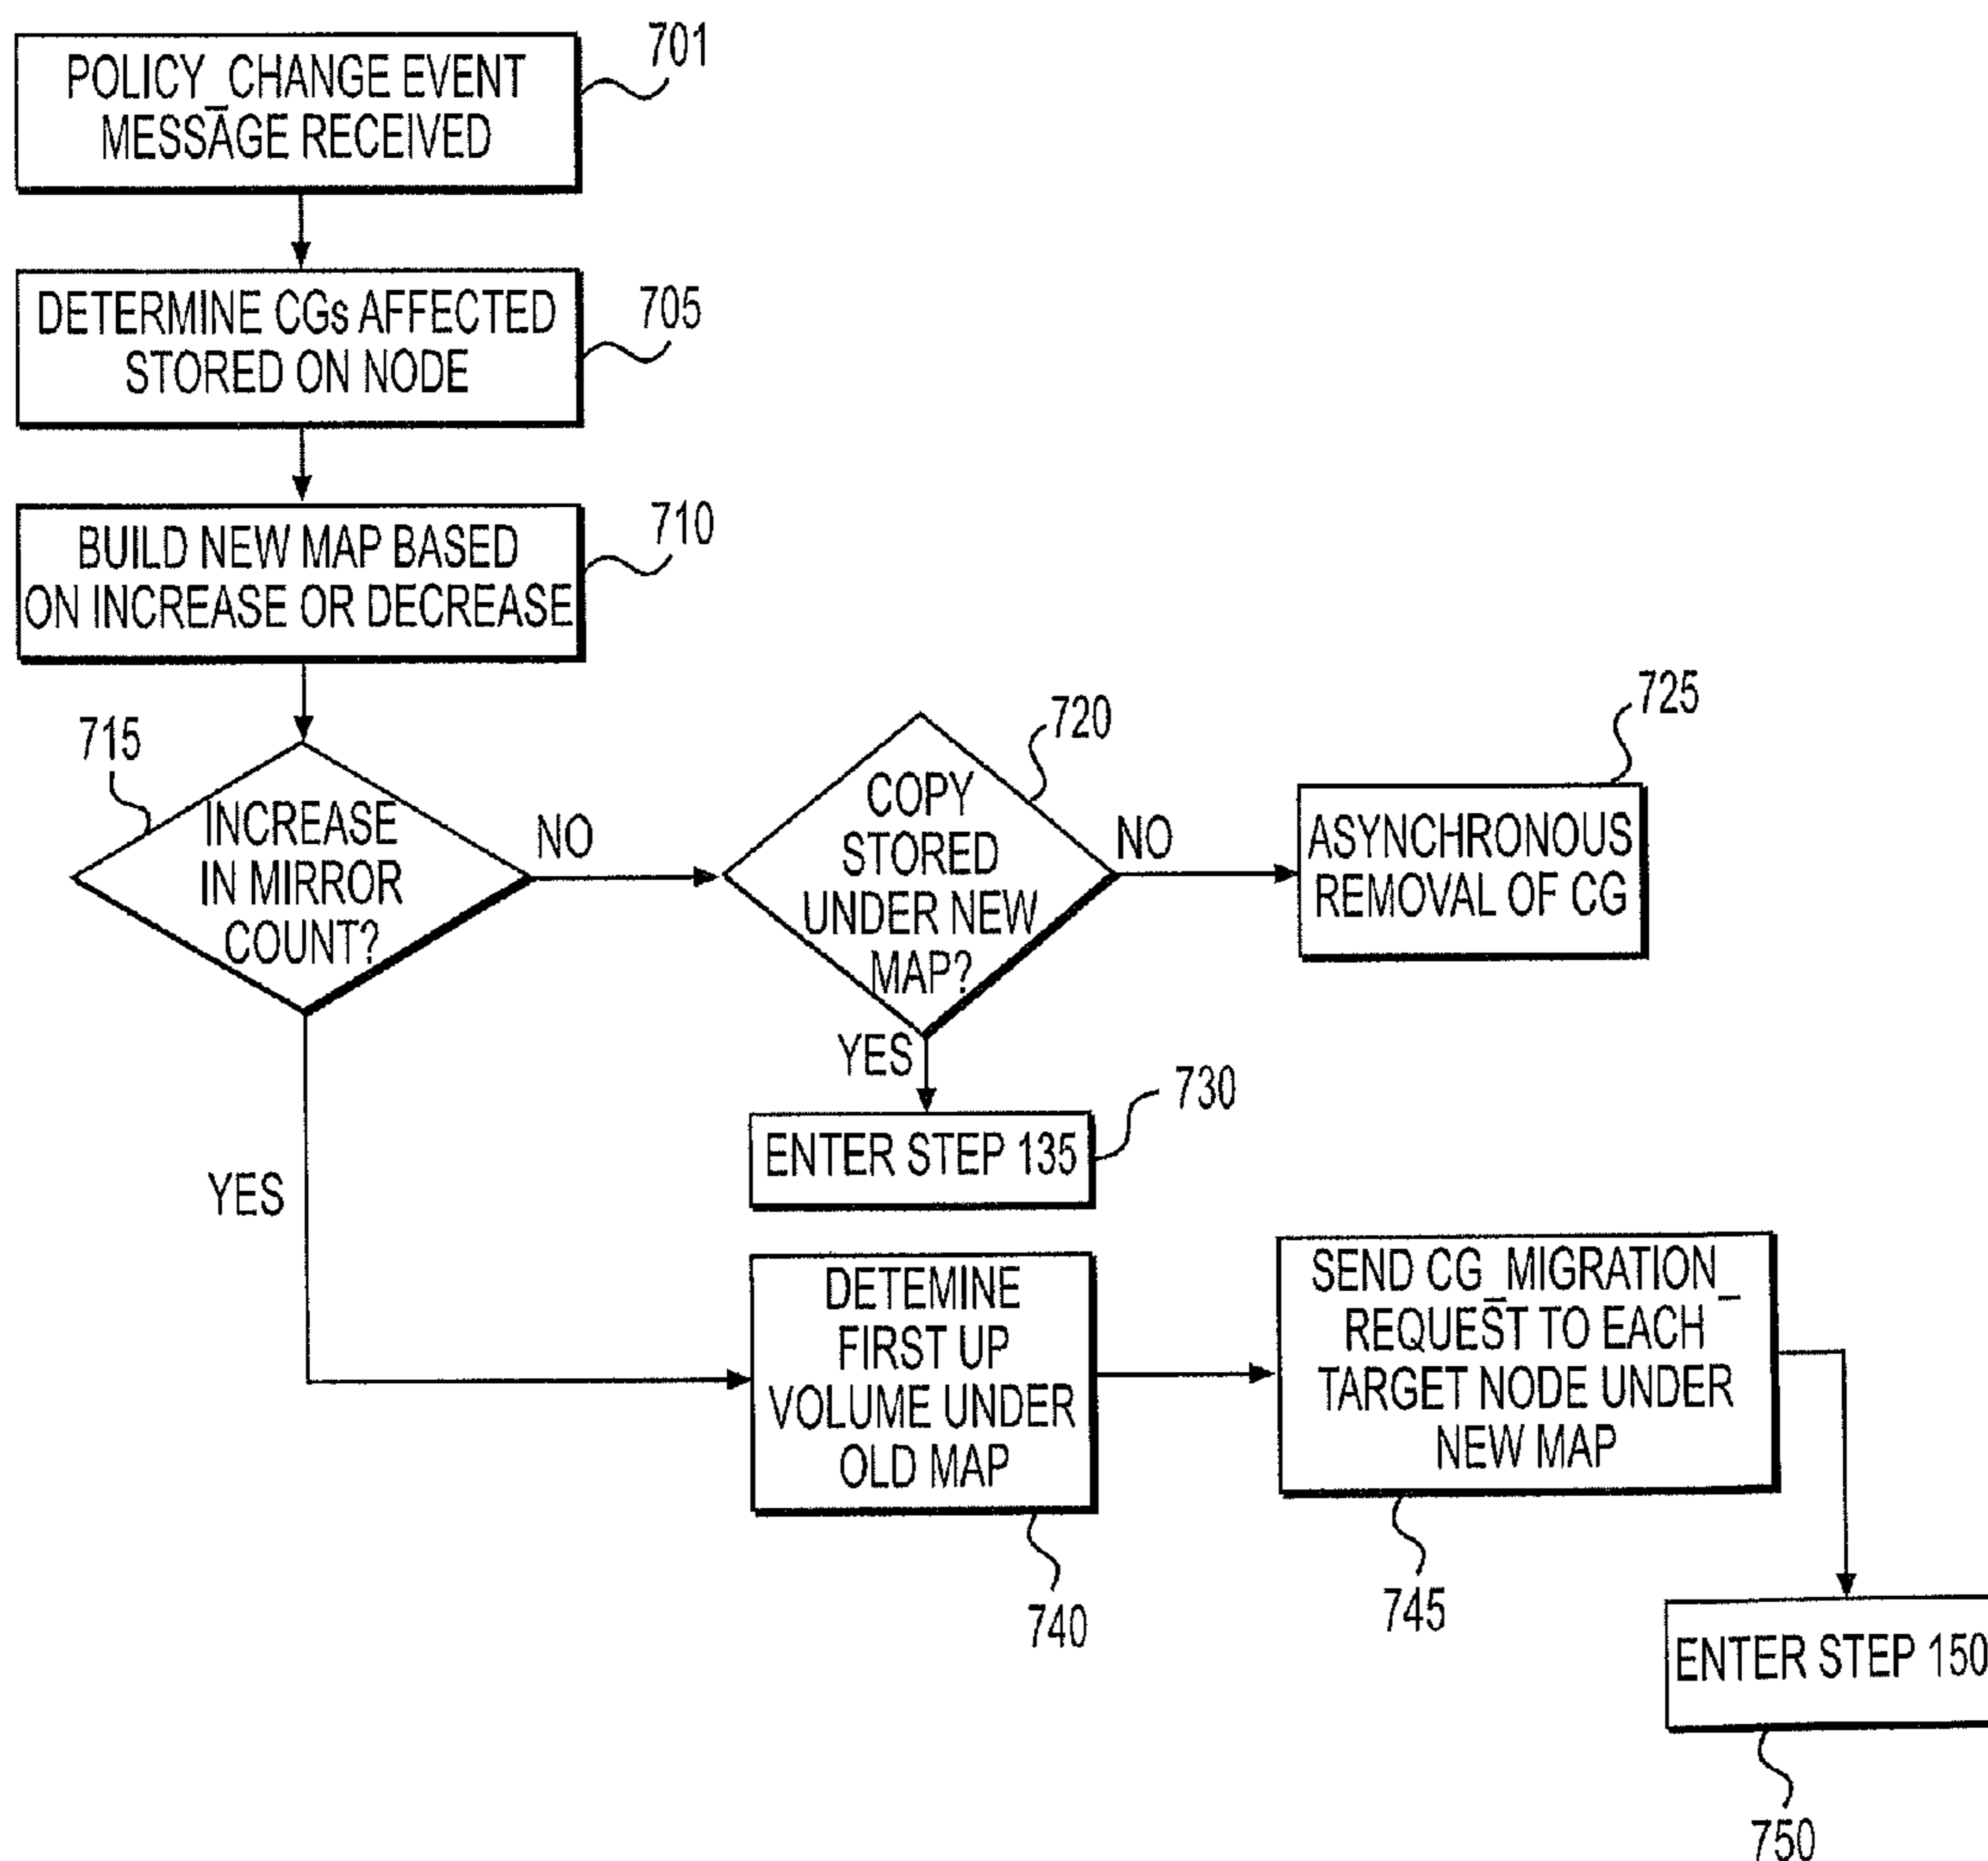 701
POLICY_CHANGE EVENT
MESSAGE RECEIVED
705
DETERMINE CGs AFFECTED
STORED ON NODE
710
BUILD NEW MAP BASED
ON INCREASE OR DECREASE
715
INCREASE
IN MIRROR
COUNT?
NO
YES
720
COPY
STORED
UNDER NEW
MAP?
NO
YES
725
ASYNCHRONOUS
REMOVAL OF CG
730
ENTER STEP 135
DETEMINE
FIRST UP
VOLUME UNDER
OLD MAP
740
SEND CG_MIGRATION_
REQUEST TO EACH
TARGET NODE UNDER
NEW MAP
745
ENTER STEP 150
750